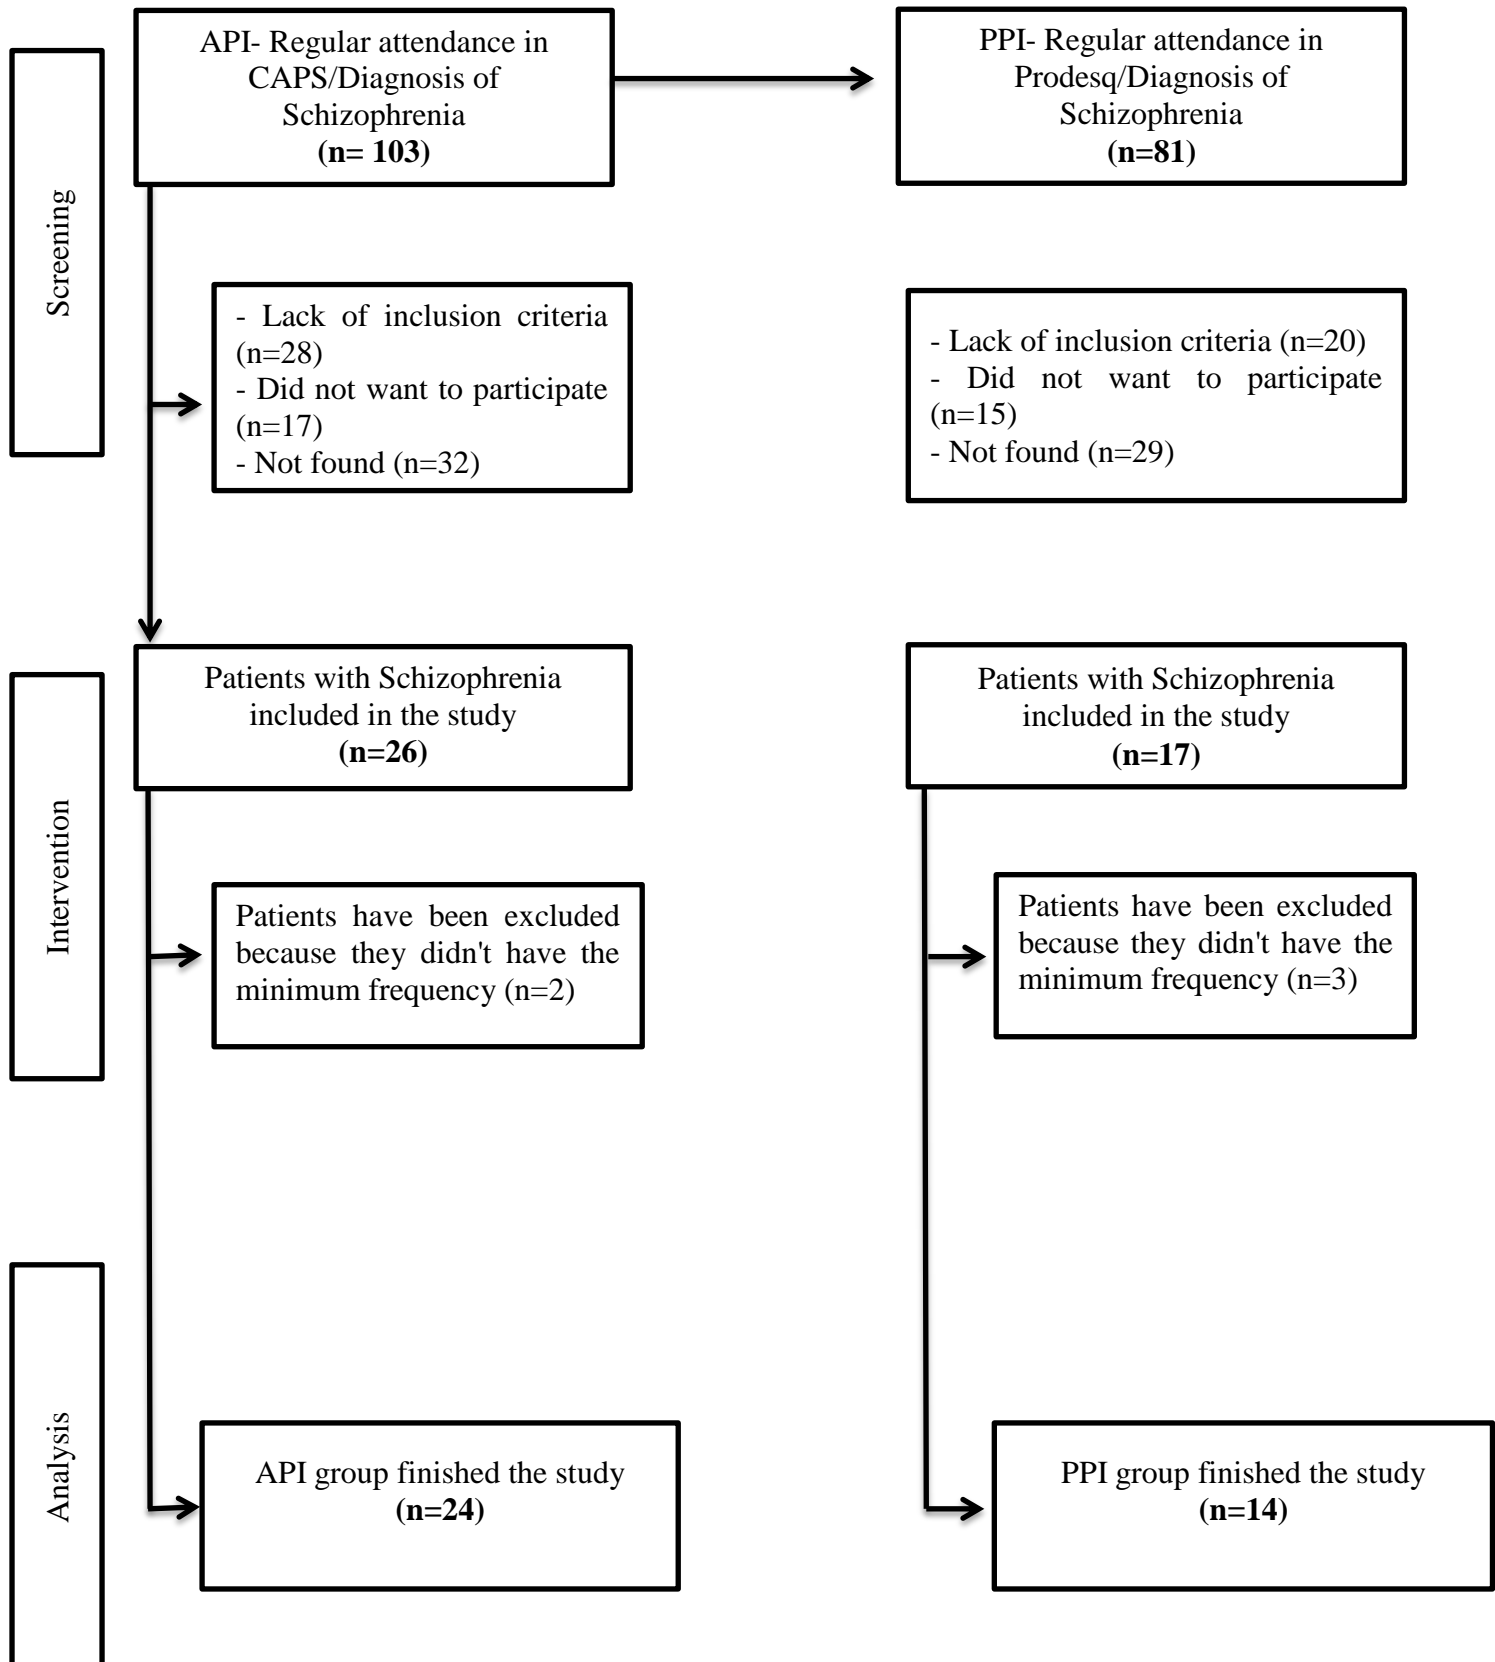 Screening
API- Regular attendance in
CAPS/Diagnosis of
Schizophrenia
(n= 103)
PPI- Regular attendance in
Prodesq/Diagnosis of
Schizophrenia
(n=81)
- Lack of inclusion criteria
(n=28)
- Did not want to participate
(n=17)
- Not found (n=32)
- Lack of inclusion criteria (n=20)
- Did not want to participate
(n=15)
- Not found (n=29)
Intervention
Patients with Schizophrenia
included in the study
(n=26)
Patients with Schizophrenia
included in the study
(n=17)
Patients have been excluded
because they didn't have the
minimum frequency (n=2)
Patients have been excluded
because they didn't have the
minimum frequency (n=3)
Analysis
API group finished the study
(n=24)
PPI group finished the study
(n=14)